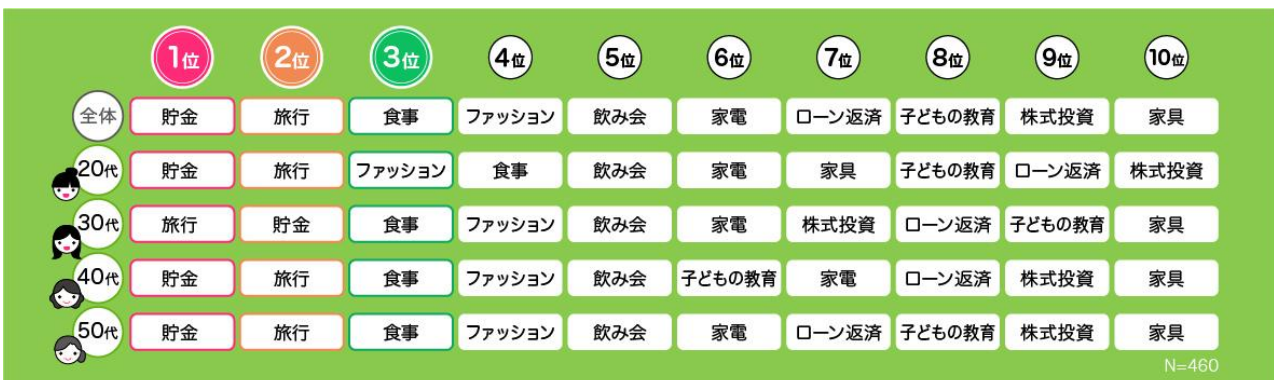 1位 2位 3位 4位 5位 6位 7位 8位 9位 10位
全体 貯金 旅行 食事 ファッション 飲み会 家電 ローン返済 子どもの教育 株式投資 家具
20代 貯金 旅行 ファッション 食事 飲み会 家電 家具 子どもの教育 ローン返済 株式投資
30代 旅行 貯金 食事 ファッション 飲み会 家電 株式投資 ローン返済 子どもの教育 家具
40代 貯金 旅行 食事 ファッション 飲み会 子どもの教育 家電 ローン返済 株式投資 家具
50代 貯金 旅行 食事 ファッション 飲み会 家電 ローン返済 子どもの教育 株式投資 家具
N=460